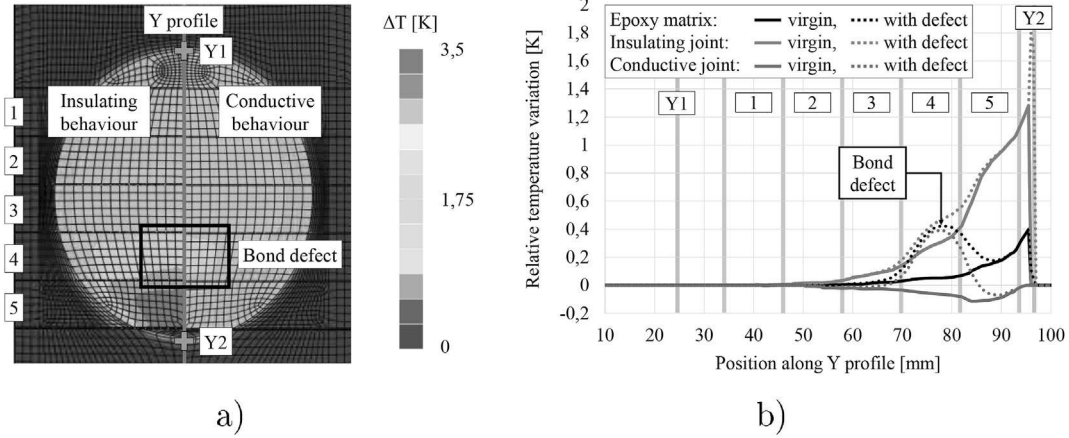 Y profile
Y1
Insulating
behaviour
Conductive
behaviour
1
2
3
4
5
Bond defect
Y2
ΔT [K]
3,5
1,75
0
a)
Relative temperature variation [K]
2
1,8
1,6
1,4
1,2
1
0,8
0,6
0,4
0,2
0
-0,2
Epoxy matrix: virgin, with defect
Insulating joint: virgin, with defect
Conductive joint: virgin, with defect
Y2
Y1 1 2 3 4 5
Bond
defect
10 20 30 40 50 60 70 80 90 100
Position along Y profile [mm]
b)